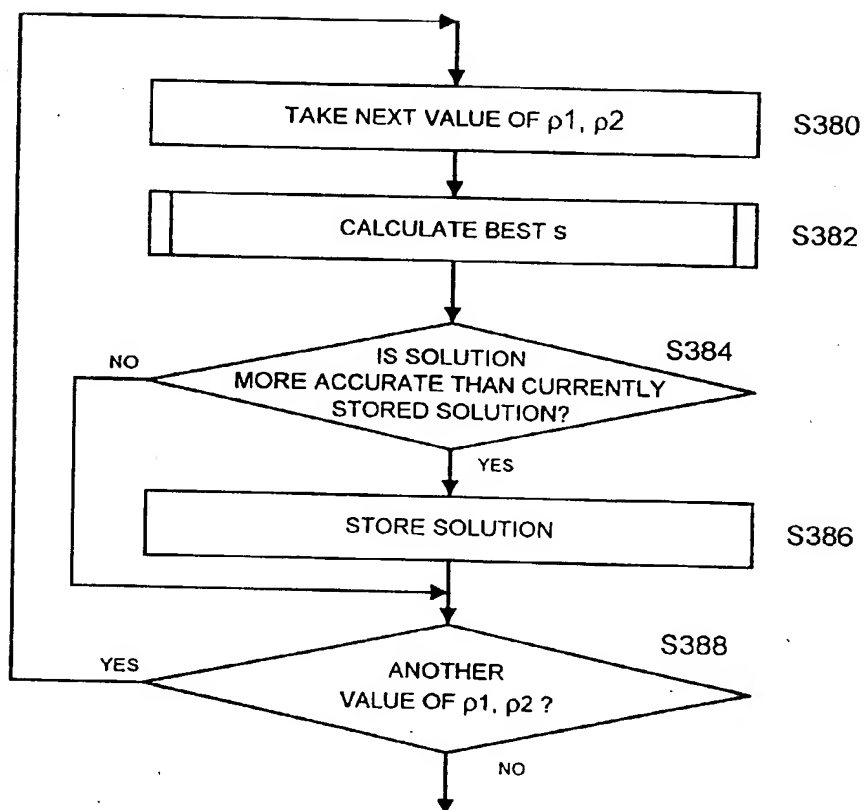 TAKE NEXT VALUE OF ρ1, ρ2
S380
CALCULATE BEST s
S382
NO
IS SOLUTION
MORE ACCURATE THAN CURRENTLY
STORED SOLUTION?
S384
YES
STORE SOLUTION
S386
YES
ANOTHER
VALUE OF ρ1, ρ2 ?
S388
NO